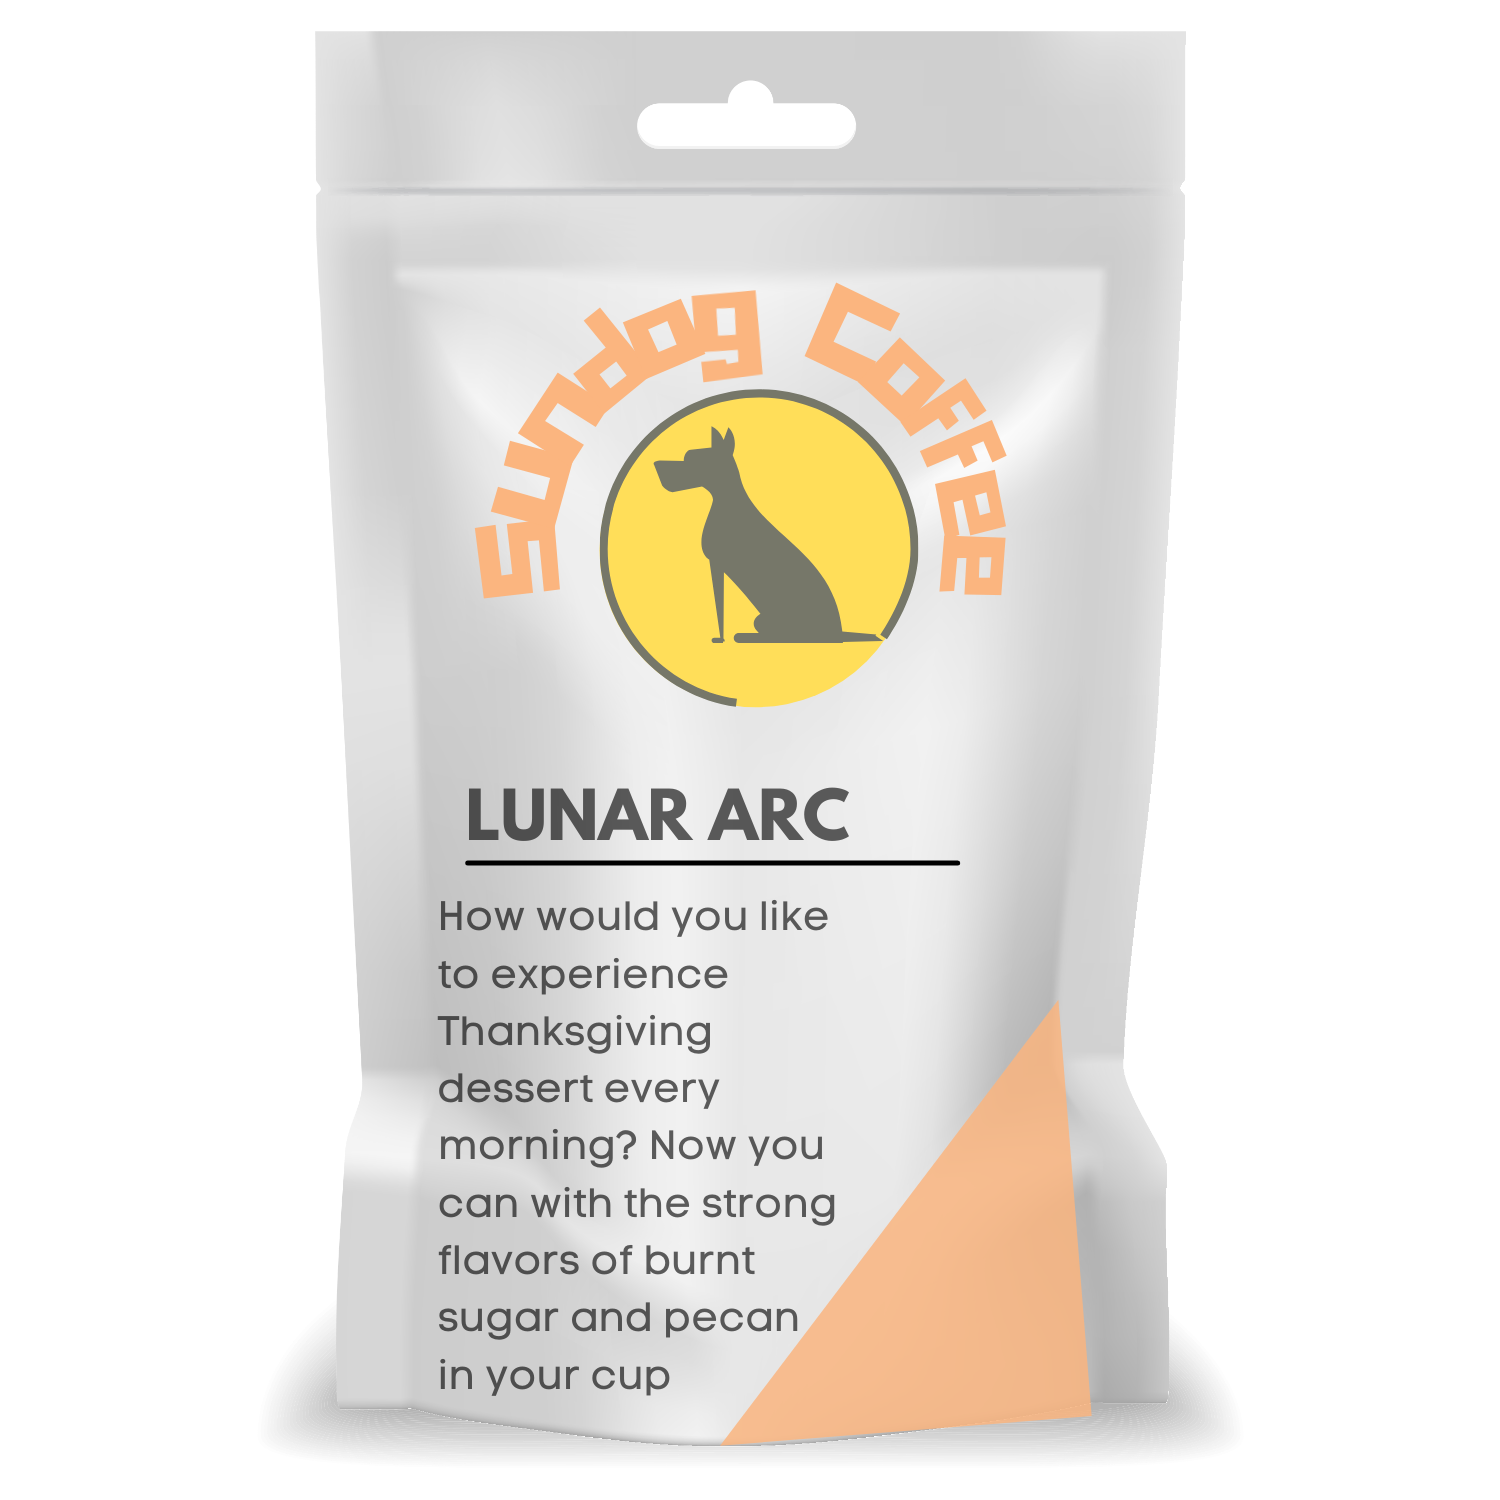 Sundog Coffee
LUNAR ARC
How would you like
to experience
Thanksgiving
dessert every
morning? Now you
can with the strong
flavors of burnt
sugar and pecan
in your cup